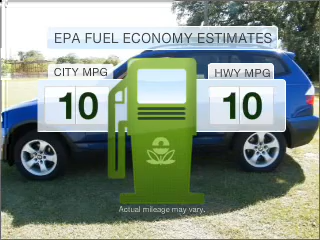 EPA FUEL ECONOMY ESTIMATES
CITY MPG
HWY MPG
10
10
Actual mileage may vary.